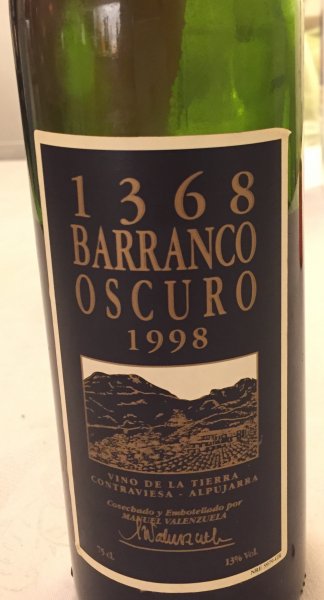 1368
BARRANCO
OSCURO
1998
VINO DE LA TIERRA
CONTRAVIESA - ALPUJARRA
Cosechado y Embotellado por
MANUEL VALENZUELA
75 cl. 13% Vol.